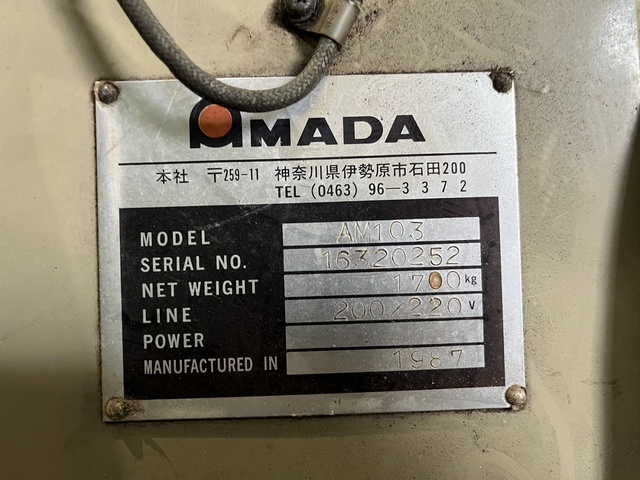 AMADA
本社 〒259-11 神奈川県伊勢原市石田200
TEL (0463) 96-3372
MODEL AM103
SERIAL NO. 16320252
NET WEIGHT 1700 kg
LINE 200/220 V
POWER
MANUFACTURED IN 1987